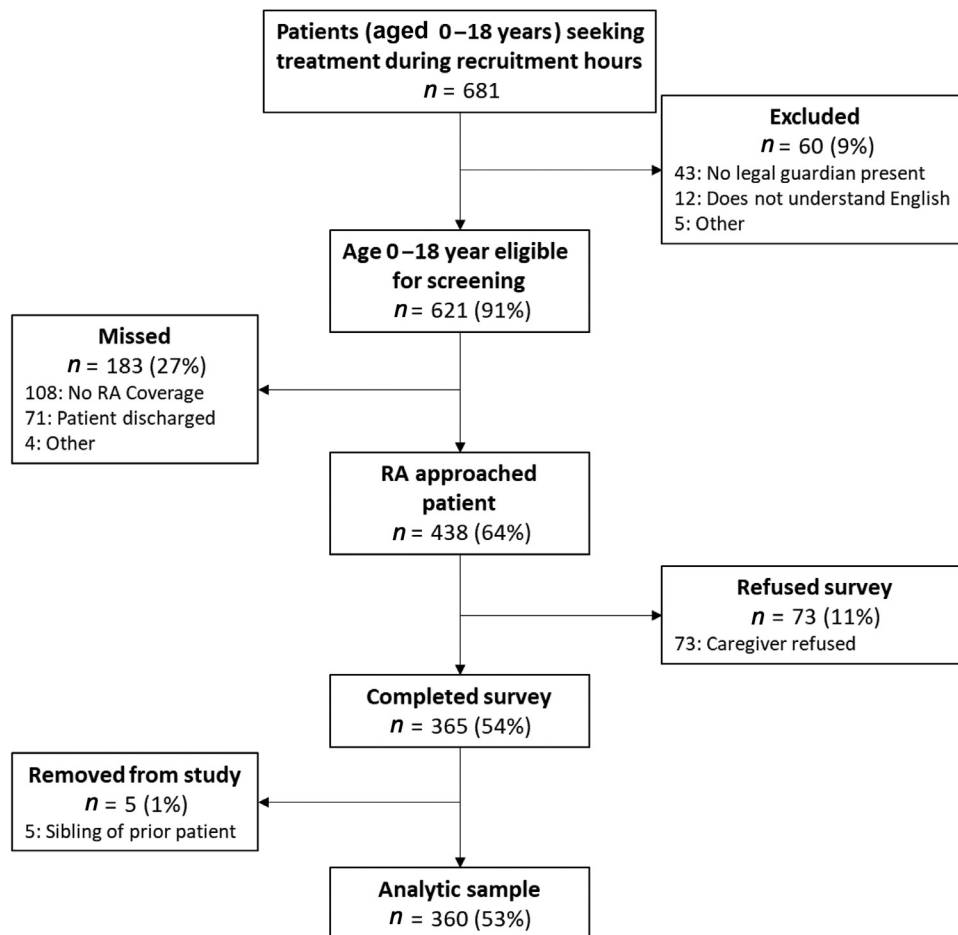 Patients (aged 0–18 years) seeking
treatment during recruitment hours
n = 681
Excluded
n = 60 (9%)
43: No legal guardian present
12: Does not understand English
5: Other
Age 0–18 year eligible
for screening
n = 621 (91%)
Missed
n = 183 (27%)
108: No RA Coverage
71: Patient discharged
4: Other
RA approached
patient
n = 438 (64%)
Refused survey
n = 73 (11%)
73: Caregiver refused
Completed survey
n = 365 (54%)
Removed from study
n = 5 (1%)
5: Sibling of prior patient
Analytic sample
n = 360 (53%)